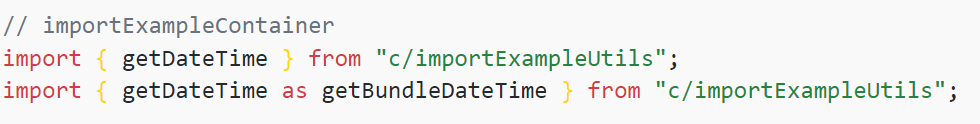 // importExampleContainer
import { getDateTime } from "c/importExampleUtils";
import { getDateTime as getBundleDateTime } from "c/importExampleUtils";